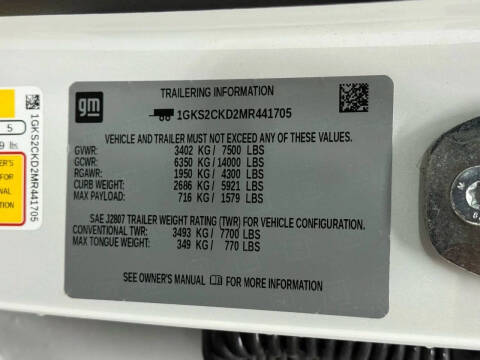 TRAILERING INFORMATION
gm
1GKS2CKD2MR441705
VEHICLE AND TRAILER MUST NOT EXCEED ANY OF THESE VALUES.
GVWR: 3402 KG / 7500 LBS
GCWR: 6350 KG / 14000 LBS
RGAWR: 1950 KG / 4300 LBS
CURB WEIGHT: 2686 KG / 5921 LBS
MAX PAYLOAD: 716 KG / 1579 LBS
SAE J2807 TRAILER WEIGHT RATING (TWR) FOR VEHICLE CONFIGURATION.
CONVENTIONAL TWR: 3493 KG / 7700 LBS
MAX TONGUE WEIGHT: 349 KG / 770 LBS
SEE OWNER'S MANUAL FOR MORE INFORMATION
1GKS2CKD2MR441705
5
lbs